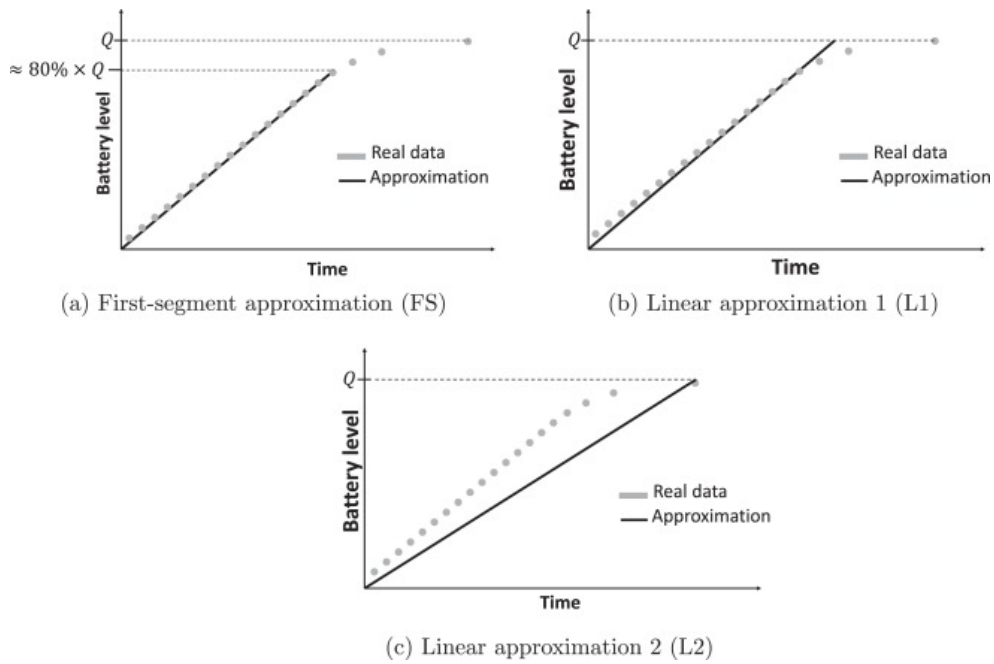 Q
≈ 80% × Q
Battery level
Real data
Approximation
Time
(a) First-segment approximation (FS)
Q
Battery level
Real data
Approximation
Time
(b) Linear approximation 1 (L1)
Q
Battery level
Real data
Approximation
Time
(c) Linear approximation 2 (L2)